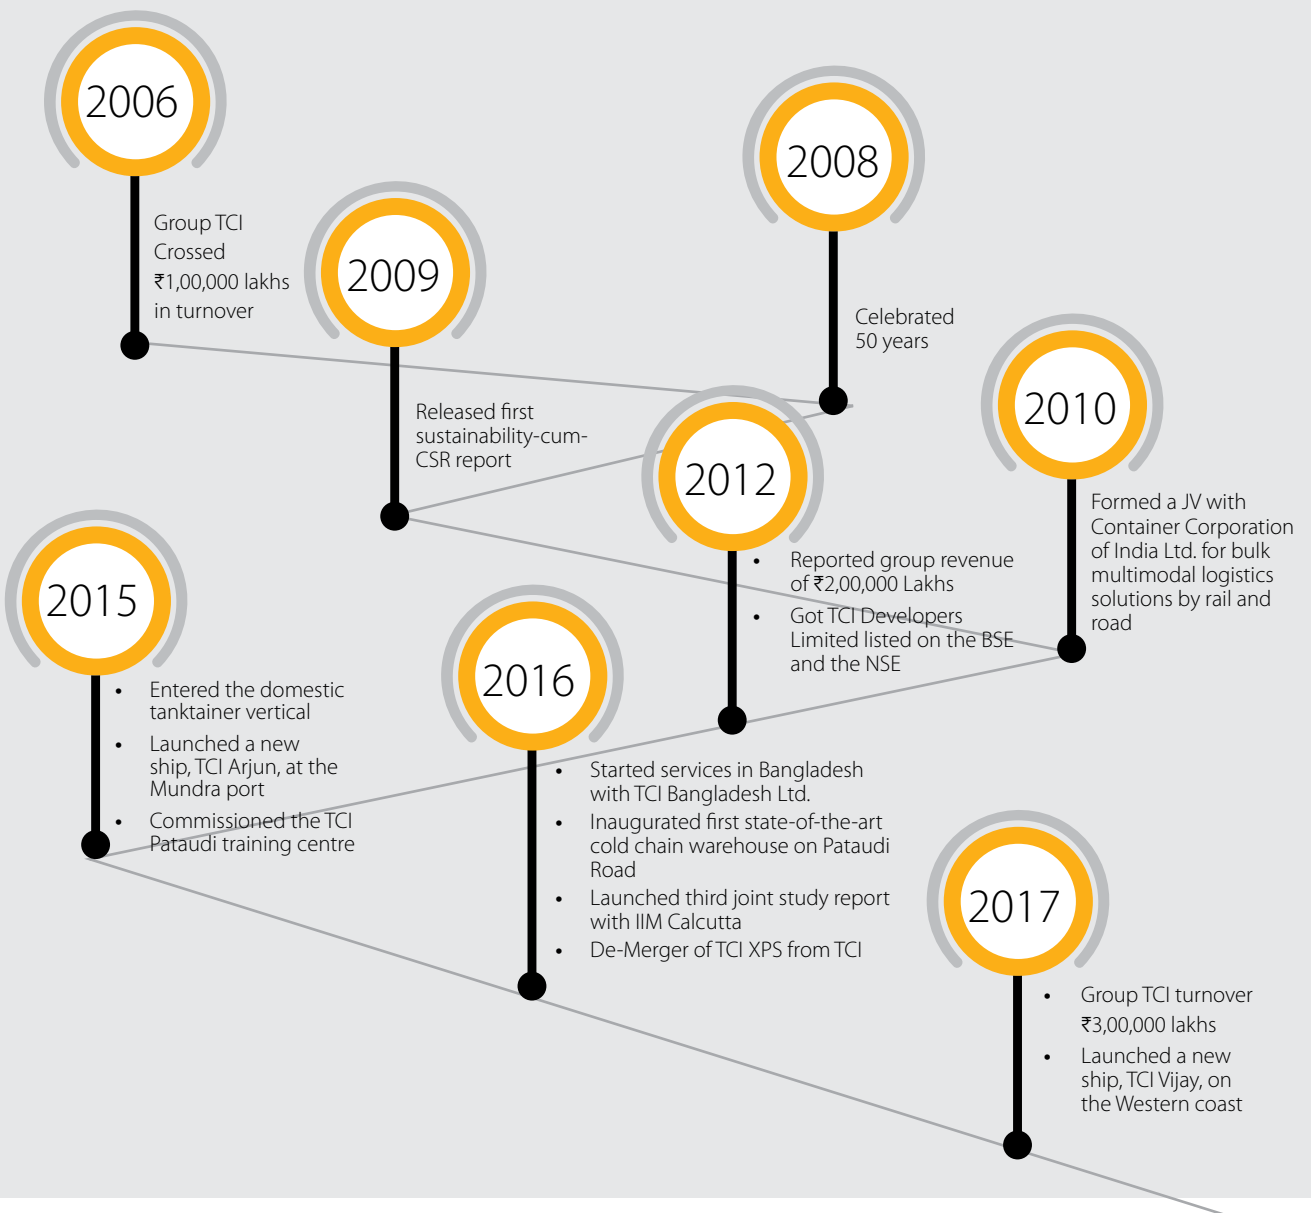 2006
Group TCI
Crossed
₹1,00,000 lakhs
in turnover
2008
Celebrated
50 years
2009
Released first
sustainability-cum-
CSR report
2010
Formed a JV with
Container Corporation
of India Ltd. for bulk
multimodal logistics
solutions by rail and
road
2012
• Reported group revenue
of ₹2,00,000 Lakhs
• Got TCI Developers
Limited listed on the BSE
and the NSE
2015
• Entered the domestic
tanktainer vertical
• Launched a new
ship, TCI Arjun, at the
Mundra port
• Commissioned the TCI
Pataudi training centre
2016
• Started services in Bangladesh
with TCI Bangladesh Ltd.
• Inaugurated first state-of-the-art
cold chain warehouse on Pataudi
Road
• Launched third joint study report
with IIM Calcutta
• De-Merger of TCI XPS from TCI
2017
• Group TCI turnover
₹3,00,000 lakhs
• Launched a new
ship, TCI Vijay, on
the Western coast